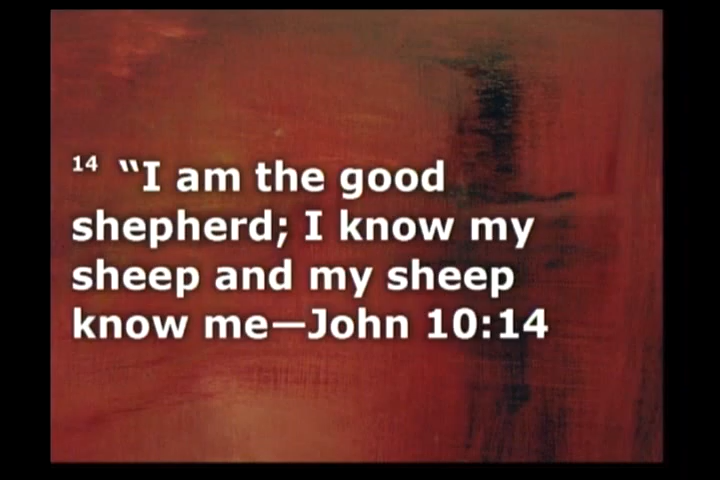 14 “I am the good
shepherd; I know my
sheep and my sheep
know me—John 10:14